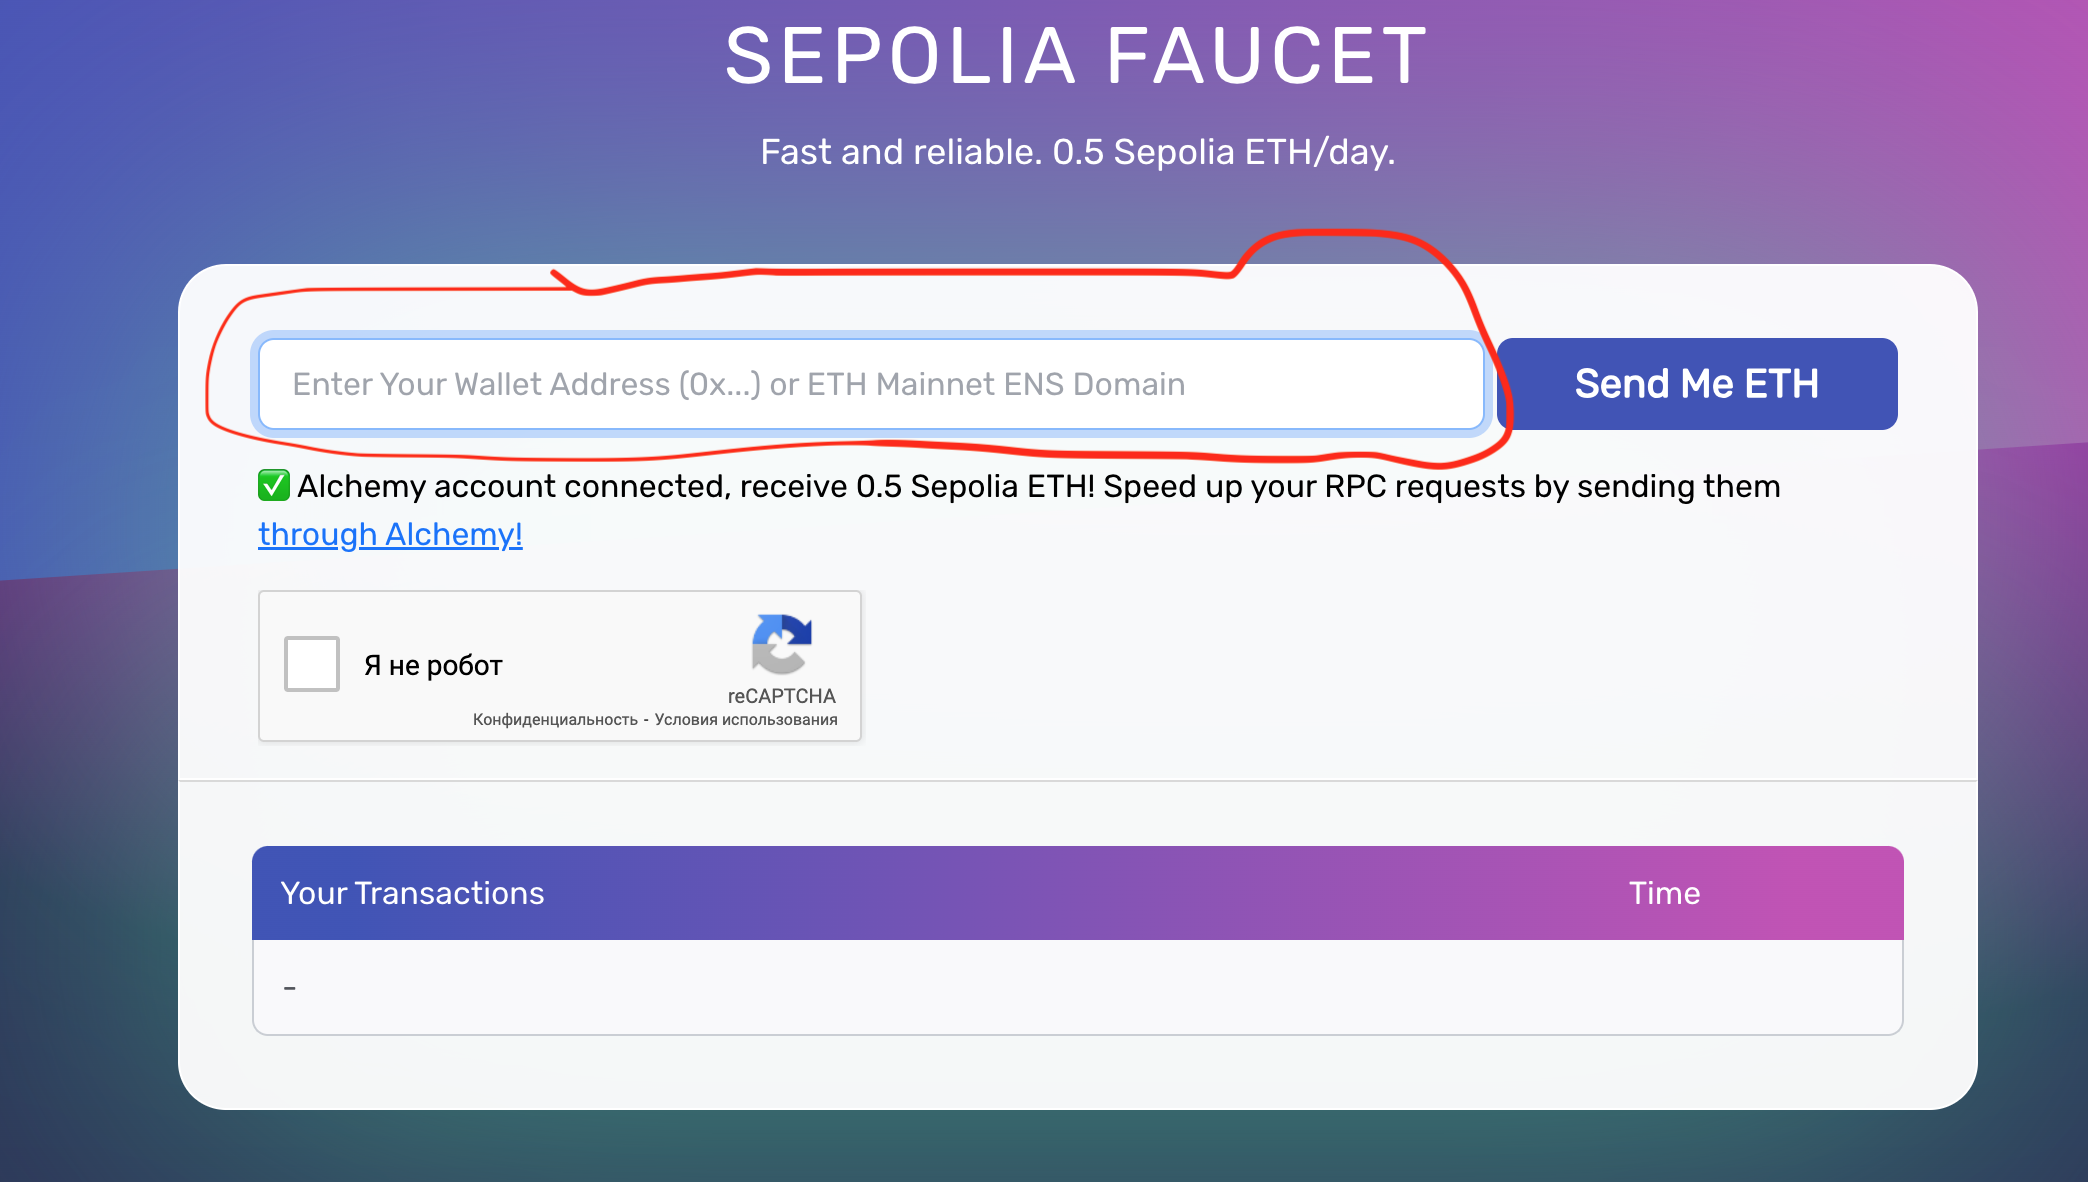 SEPOLIA FAUCET
Fast and reliable. 0.5 Sepolia ETH/day.
Enter Your Wallet Address (0x...) or ETH Mainnet ENS Domain
Send Me ETH
✅ Alchemy account connected, receive 0.5 Sepolia ETH! Speed up your RPC requests by sending them
through Alchemy!
Я не робот
reCAPTCHA
Конфиденциальность - Условия использования
Your Transactions
Time
-